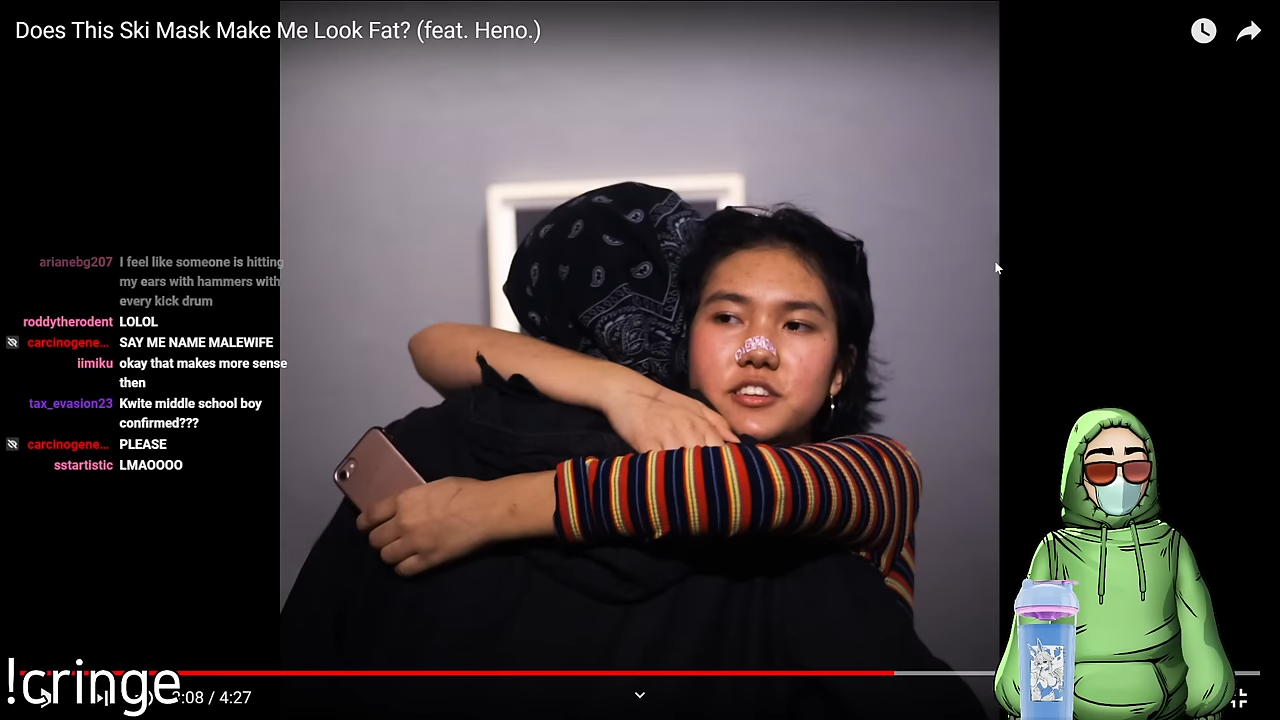 Does This Ski Mask Make Me Look Fat? (feat. Heno.)
arianebg207 I feel like someone is hitting
my ears with hammers with
every kick drum
roddytherodent LOLOL
carcinogene... SAY ME NAME MALEWIFE
iimiku okay that makes more sense
then
tax_evasion23 Kwite middle school boy
confirmed???
carcinogene... PLEASE
sstartistic LMAOOOO
!cringe
:08 / 4:27